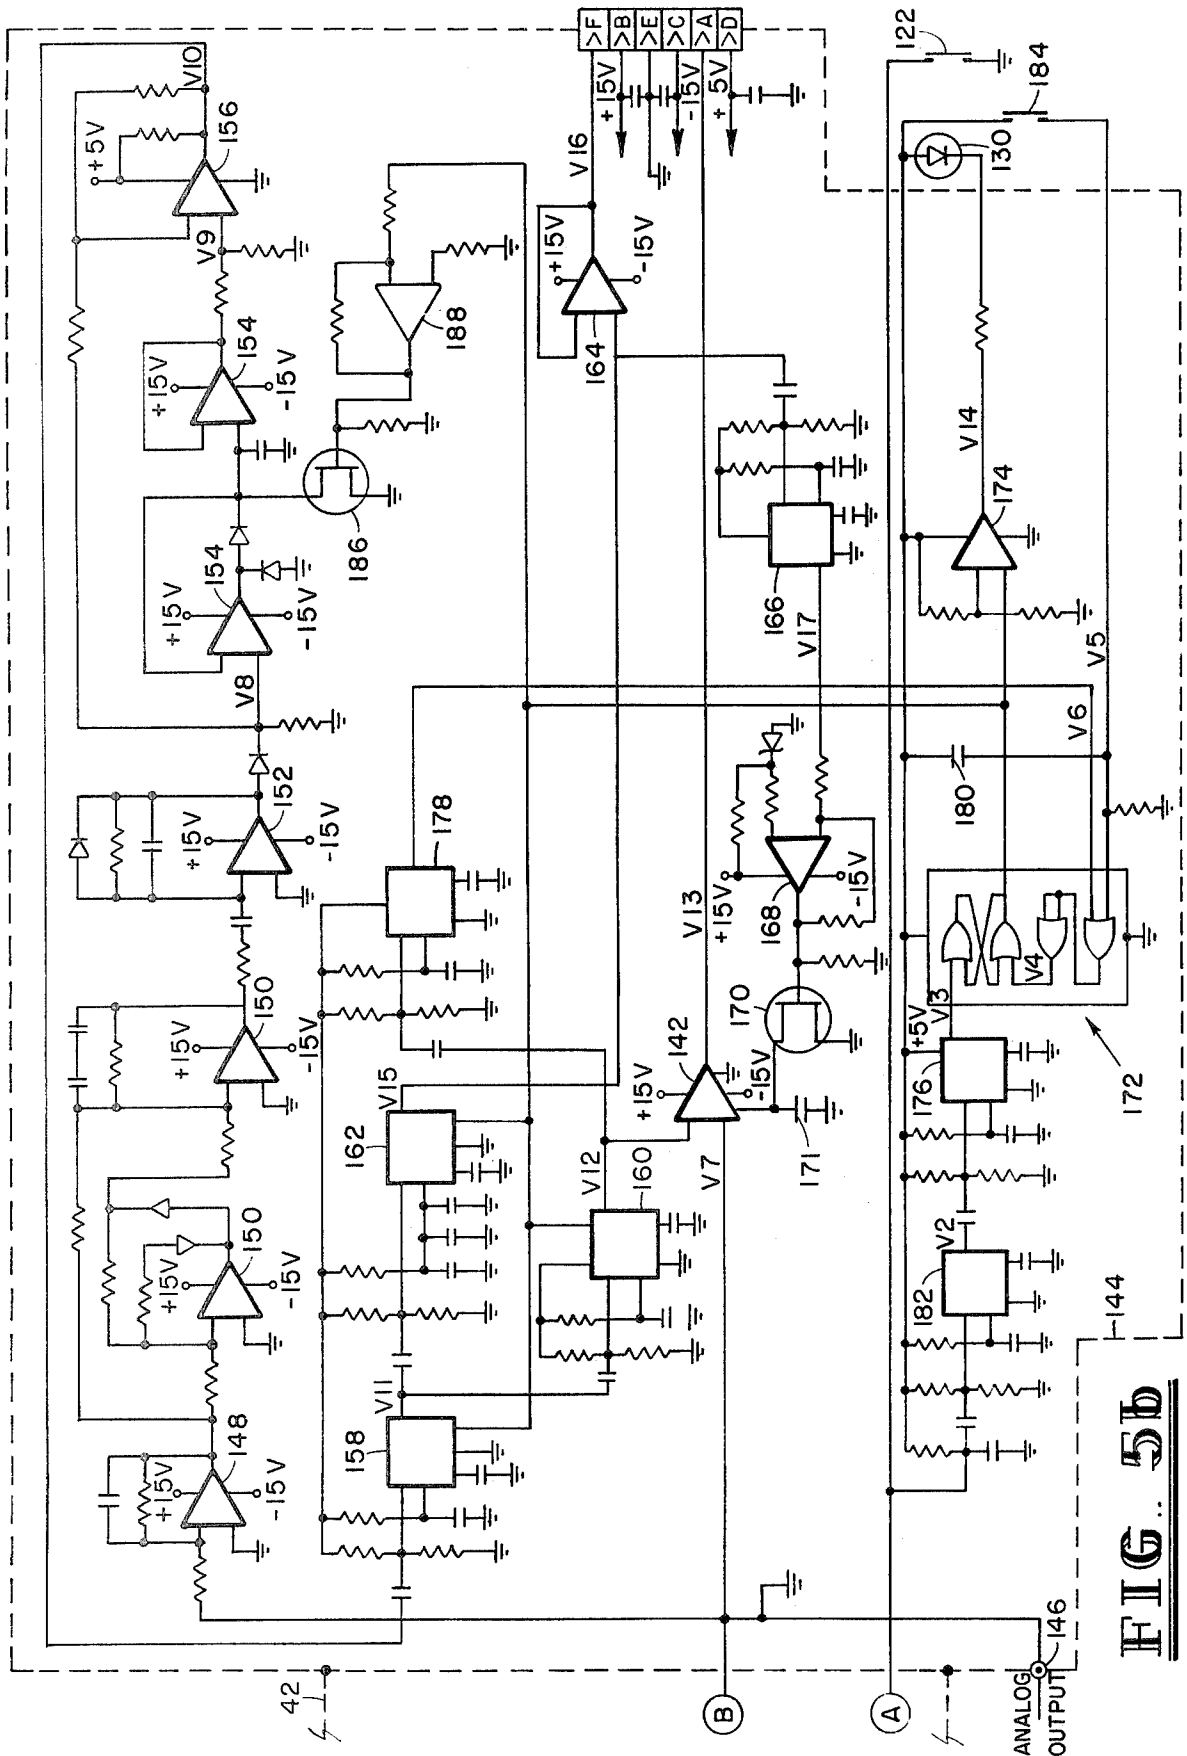 V10
+5V
156
V9
154
+15V
-15V
154
+15V
-15V
V8
152
+15V
-15V
150
+15V
-15V
150
+15V
-15V
148
+15V
-15V
186
188
>F
>B
>E
>C
>A
>D
+15V
-15V
+5V
V16
+15V
-15V
164
178
V15
162
V11
158
V12
160
V13
142
+15V
-15V
V7
171
170
168
+15V
-15V
V17
166
122
184
130
V14
174
V5
V6
180
V4
V3
+5V
176
172
V2
182
144
42
B
A
ANALOG
OUTPUT
146
FIG. 5b